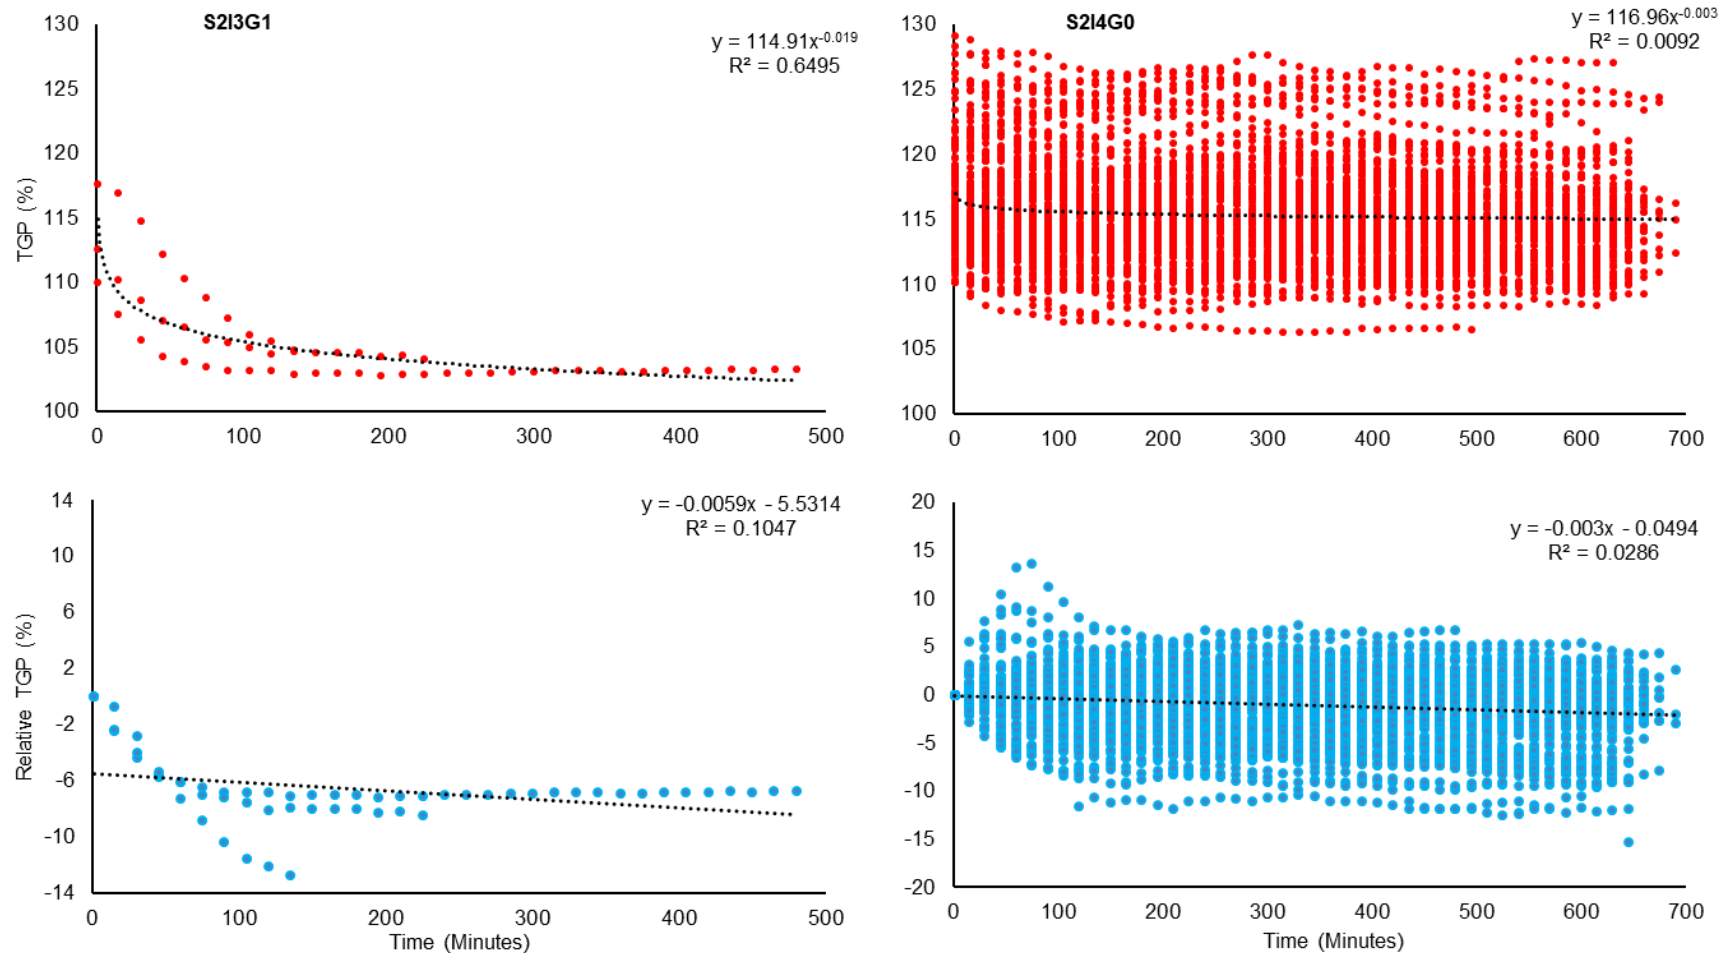 S2I3G1
y = 114.91x^-0.019
R² = 0.6495
TGP (%)
130
125
120
115
110
105
100
0 100 200 300 400 500
S2I4G0
y = 116.96x^-0.003
R² = 0.0092
130
125
120
115
110
105
100
0 100 200 300 400 500 600 700
y = -0.0059x - 5.5314
R² = 0.1047
Relative TGP (%)
14
10
6
2
-2
-6
-10
-14
0 100 200 300 400 500
Time (Minutes)
y = -0.003x - 0.0494
R² = 0.0286
20
15
10
5
0
-5
-10
-15
-20
0 100 200 300 400 500 600 700
Time (Minutes)